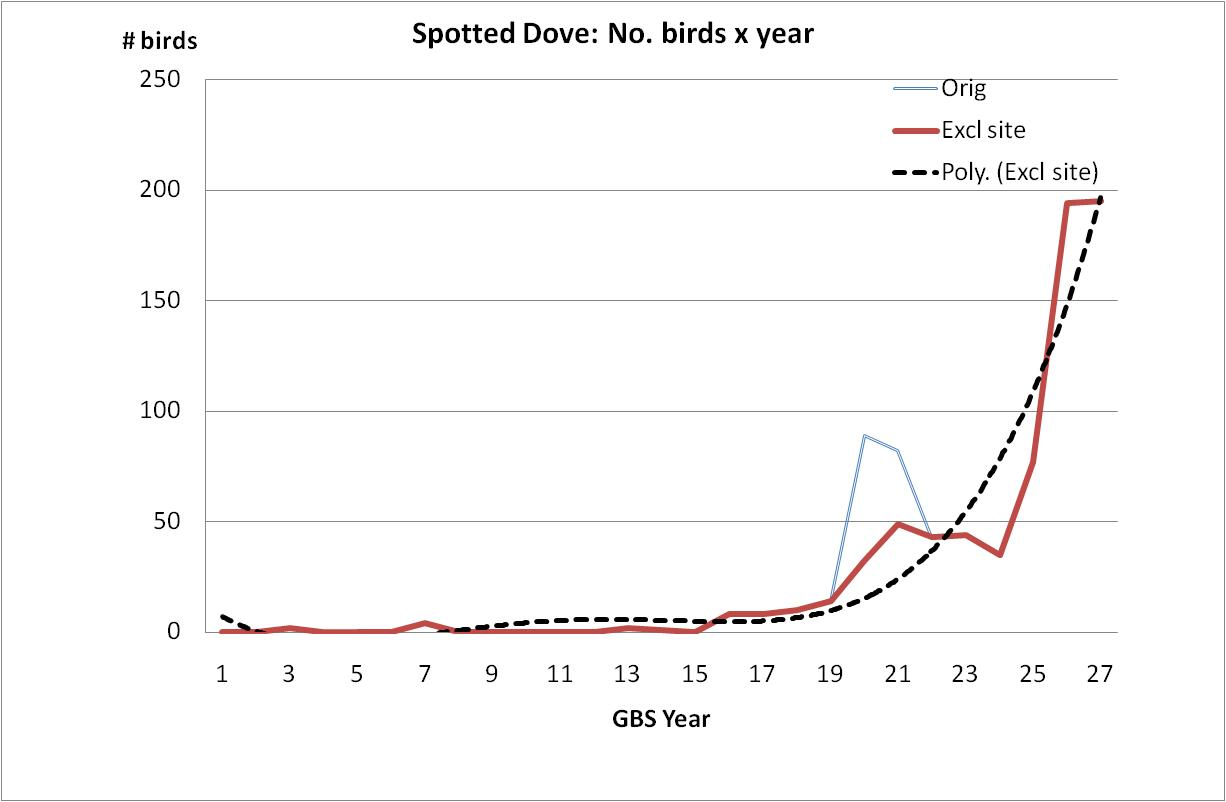 Spotted Dove: No. birds x year
# birds
250
200
150
100
50
0
Orig
Excl site
Poly. (Excl site)
1 3 5 7 9 11 13 15 17 19 21 23 25 27
GBS Year